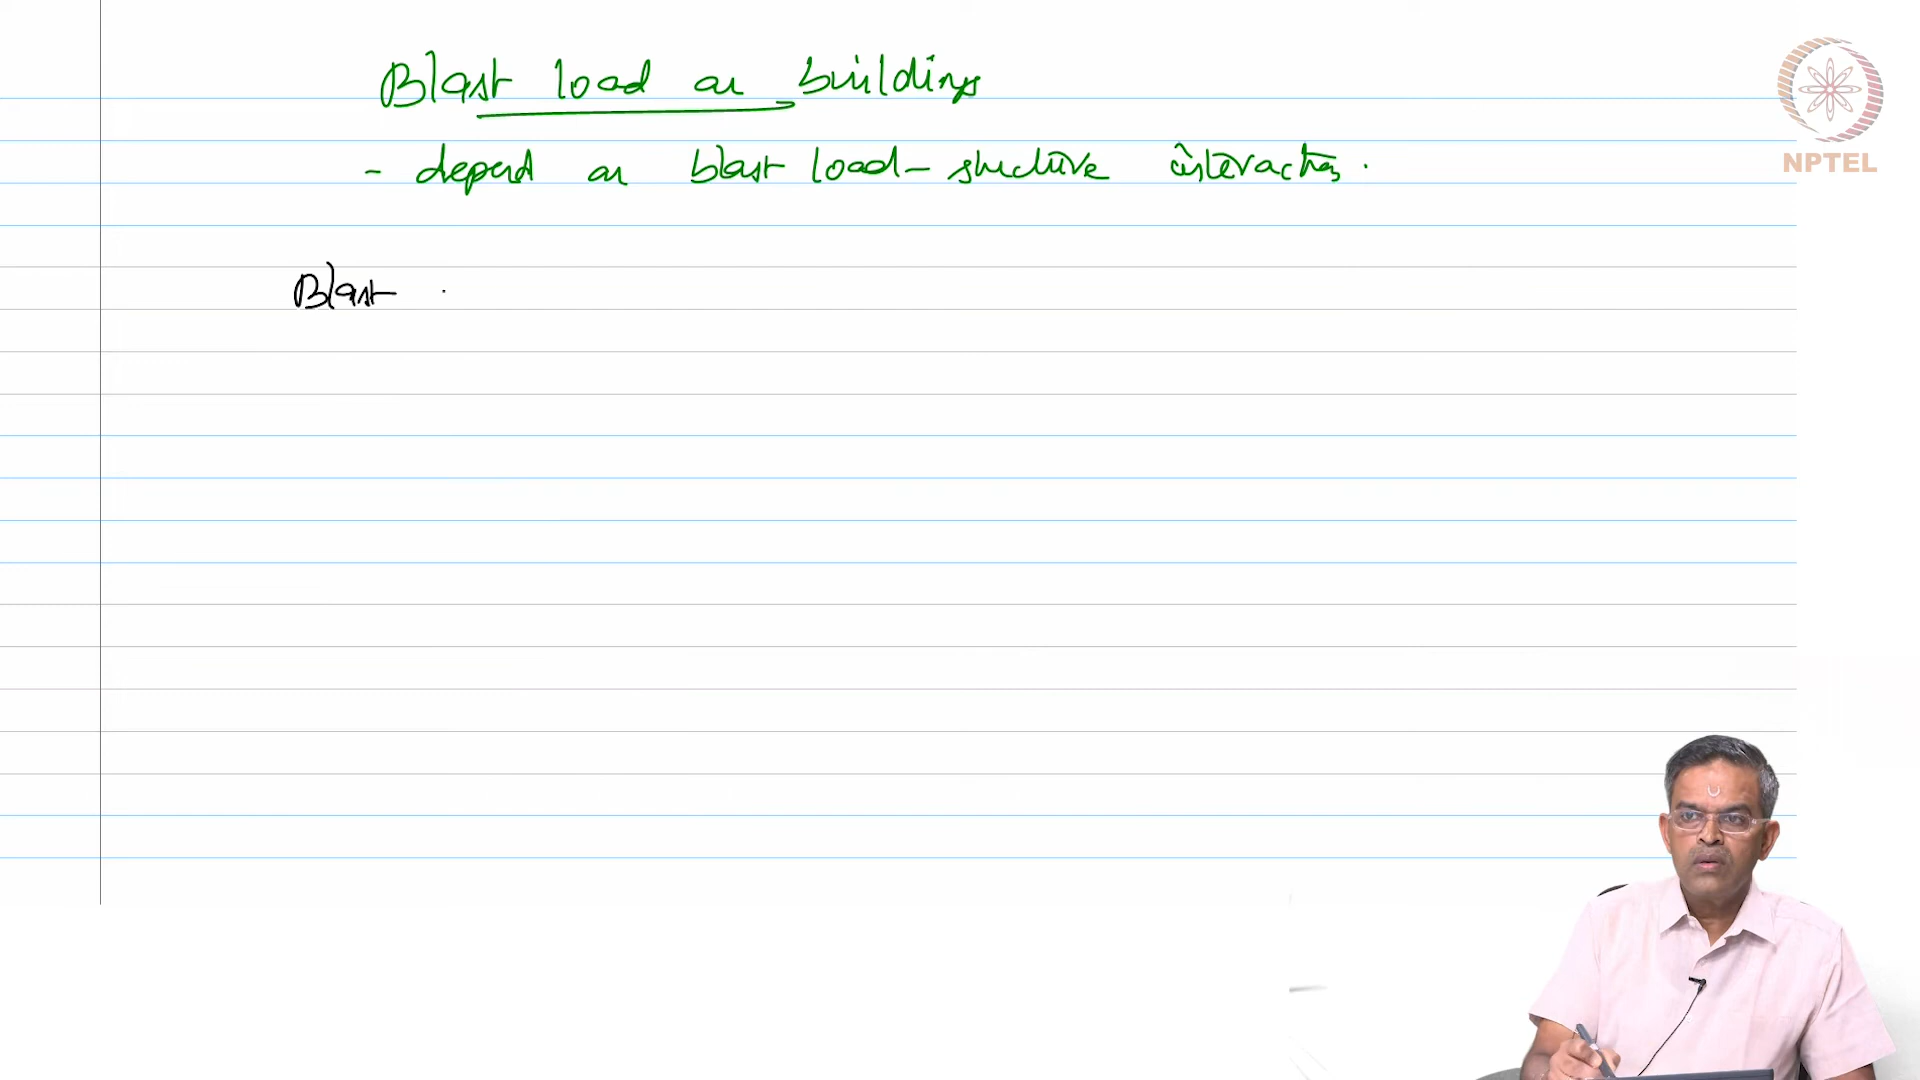 Blast load on buildings
- depend on blast load - structure interaction.
Blast
NPTEL